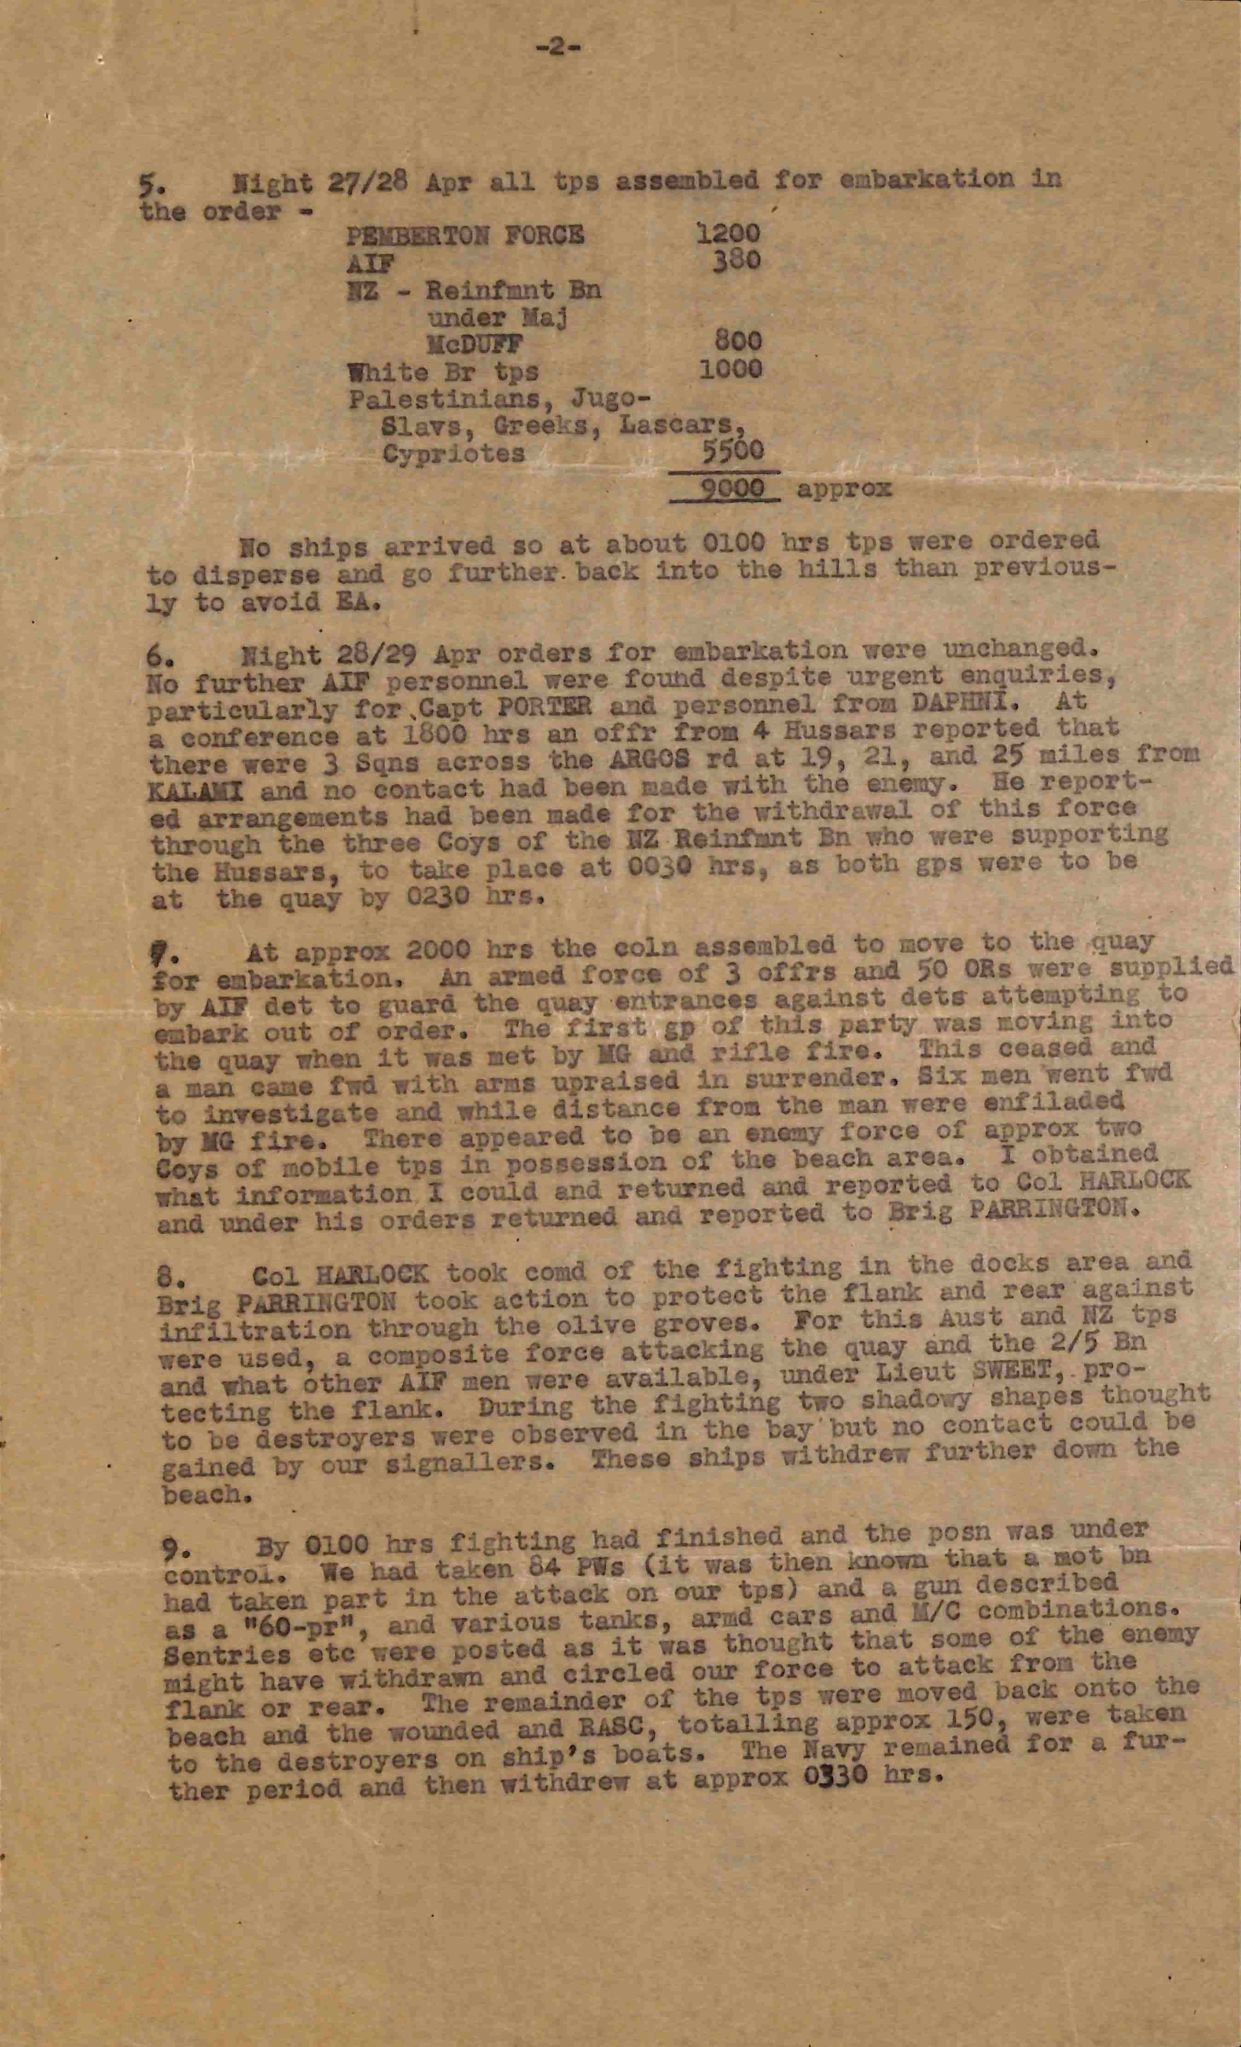 -2-
5. Night 27/28 Apr all tps assembled for embarkation in
the order -
PEMBERTON FORCE 1200
AIF 380
NZ - Reinfmnt Bn
under Maj
McDUFF 800
White Br tps 1000
Palestinians, Jugo-
Slavs, Greeks, Lascars,
Cypriotes 5500
9000 approx
No ships arrived so at about 0100 hrs tps were ordered
to disperse and go further back into the hills than previous-
ly to avoid EA.
6. Night 28/29 Apr orders for embarkation were unchanged.
No further AIF personnel were found despite urgent enquiries,
particularly for Capt PORTER and personnel from DAPHNI. At
a conference at 1800 hrs an offr from 4 Hussars reported that
there were 3 Sqns across the ARGOS rd at 19, 21, and 25 miles from
KALAMI and no contact had been made with the enemy. He report-
ed arrangements had been made for the withdrawal of this force
through the three Coys of the NZ Reinfmnt Bn who were supporting
the Hussars, to take place at 0030 hrs, as both gps were to be
at the quay by 0230 hrs.
7. At approx 2000 hrs the coln assembled to move to the quay
for embarkation. An armed force of 3 offrs and 50 ORs were supplied
by AIF det to guard the quay entrances against dets attempting to
embark out of order. The first gp of this party was moving into
the quay when it was met by MG and rifle fire. This ceased and
a man came fwd with arms upraised in surrender. Six men went fwd
to investigate and while distance from the man were enfiladed
by MG fire. There appeared to be an enemy force of approx two
Coys of mobile tps in possession of the beach area. I obtained
what information I could and returned and reported to Col HARLOCK
and under his orders returned and reported to Brig PARRINGTON.
8. Col HARLOCK took comd of the fighting in the docks area and
Brig PARRINGTON took action to protect the flank and rear against
infiltration through the olive groves. For this Aust and NZ tps
were used, a composite force attacking the quay and the 2/5 Bn
and what other AIF men were available, under Lieut SWEET, pro-
tecting the flank. During the fighting two shadowy shapes thought
to be destroyers were observed in the bay but no contact could be
gained by our signallers. These ships withdrew further down the
beach.
9. By 0100 hrs fighting had finished and the posn was under
control. We had taken 84 PWs (it was then known that a mot bn
had taken part in the attack on our tps) and a gun described
as a "60-pr", and various tanks, armd cars and M/C combinations.
Sentries etc were posted as it was thought that some of the enemy
might have withdrawn and circled our force to attack from the
flank or rear. The remainder of the tps were moved back onto the
beach and the wounded and RASC, totalling approx 150, were taken
to the destroyers on ship's boats. The Navy remained for a fur-
ther period and then withdrew at approx 0330 hrs.